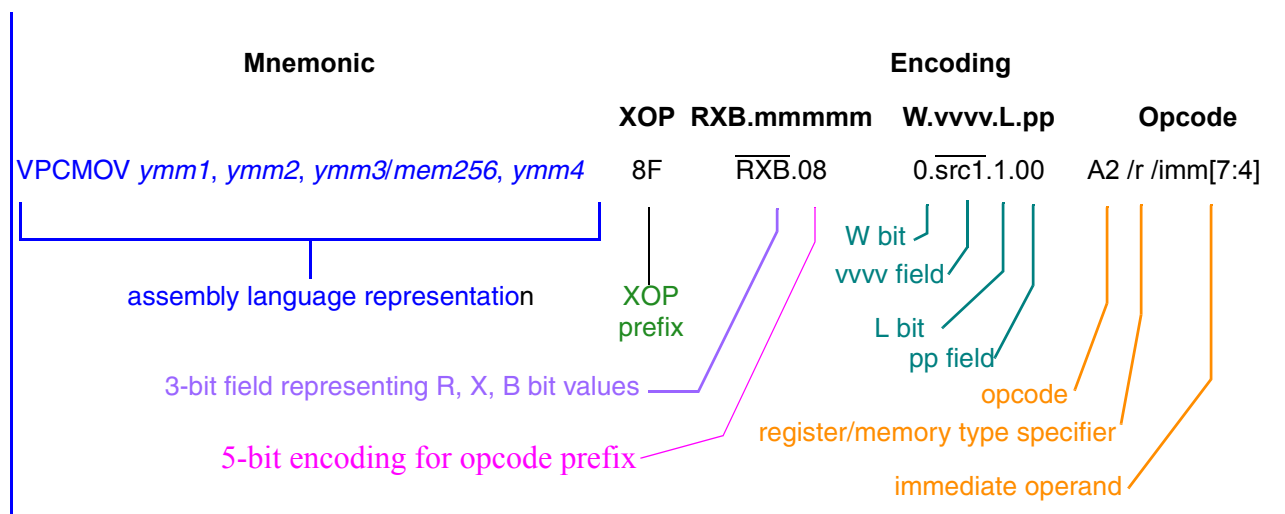 Mnemonic Encoding
XOP RXB.mmmmm W.vvvv.L.pp Opcode
VPCMOV ymm1, ymm2, ymm3/mem256, ymm4 8F R̅X̅B̅.08 0.s̅r̅c̅1̅.1.00 A2 /r /imm[7:4]
W bit
vvvv field
assembly language representation XOP
prefix
L bit
pp field
3-bit field representing R, X, B bit values
opcode
register/memory type specifier
5-bit encoding for opcode prefix
immediate operand